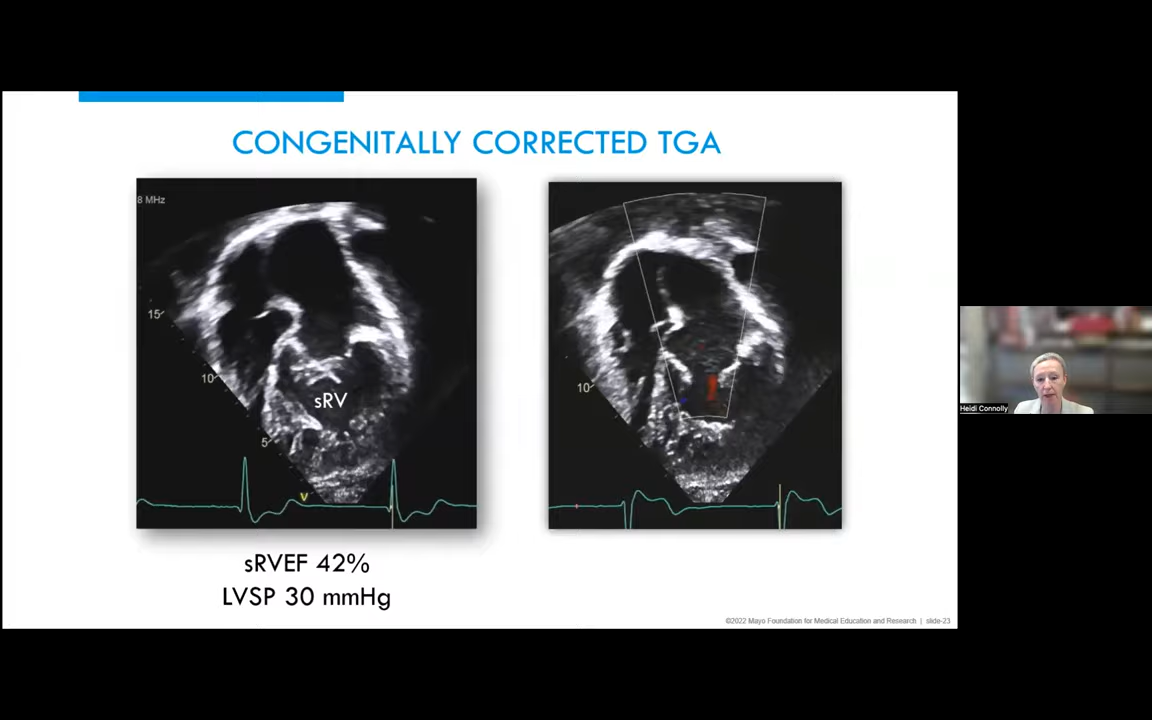 CONGENITALLY CORRECTED TGA
8 MHz
15
10
5
sRV
V
10
sRVEF 42%
LVSP 30 mmHg
©2022 Mayo Foundation for Medical Education and Research | slide-23
Heidi Connolly